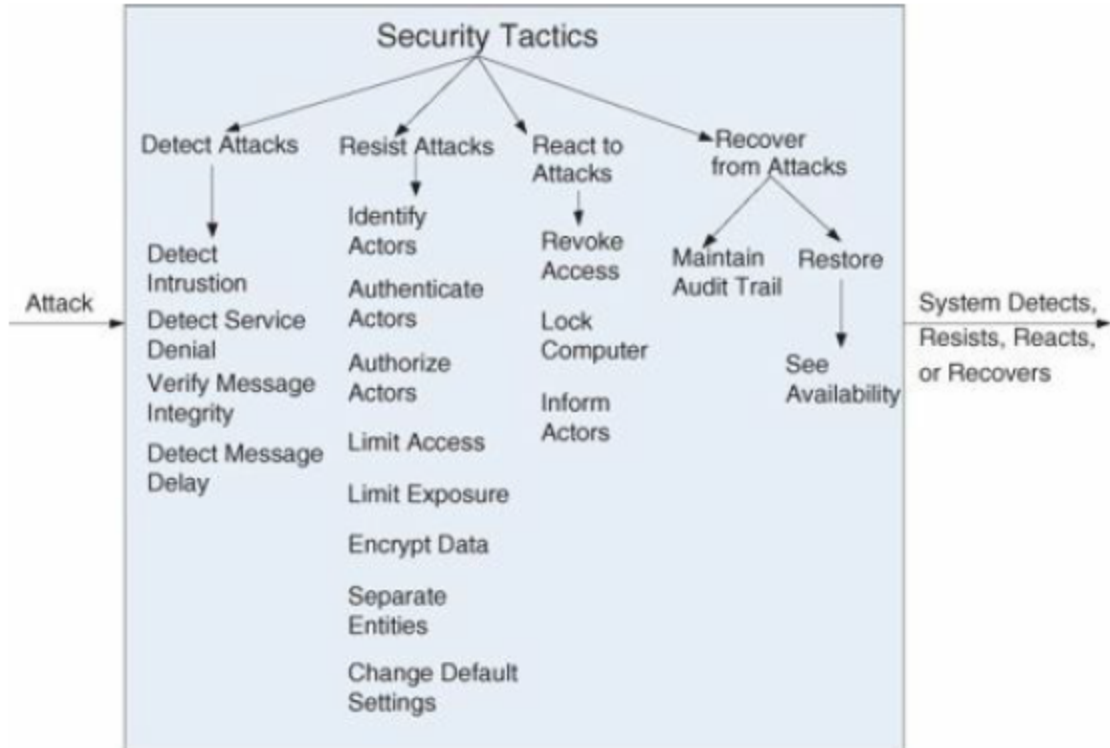 Security Tactics
Detect Attacks
Resist Attacks
React to
Attacks
Recover
from Attacks
Detect
Intrustion
Detect Service
Denial
Verify Message
Integrity
Detect Message
Delay
Identify
Actors
Authenticate
Actors
Authorize
Actors
Limit Access
Limit Exposure
Encrypt Data
Separate
Entities
Change Default
Settings
Revoke
Access
Lock
Computer
Inform
Actors
Maintain
Audit Trail
Restore
See
Availability
Attack
System Detects,
Resists, Reacts,
or Recovers